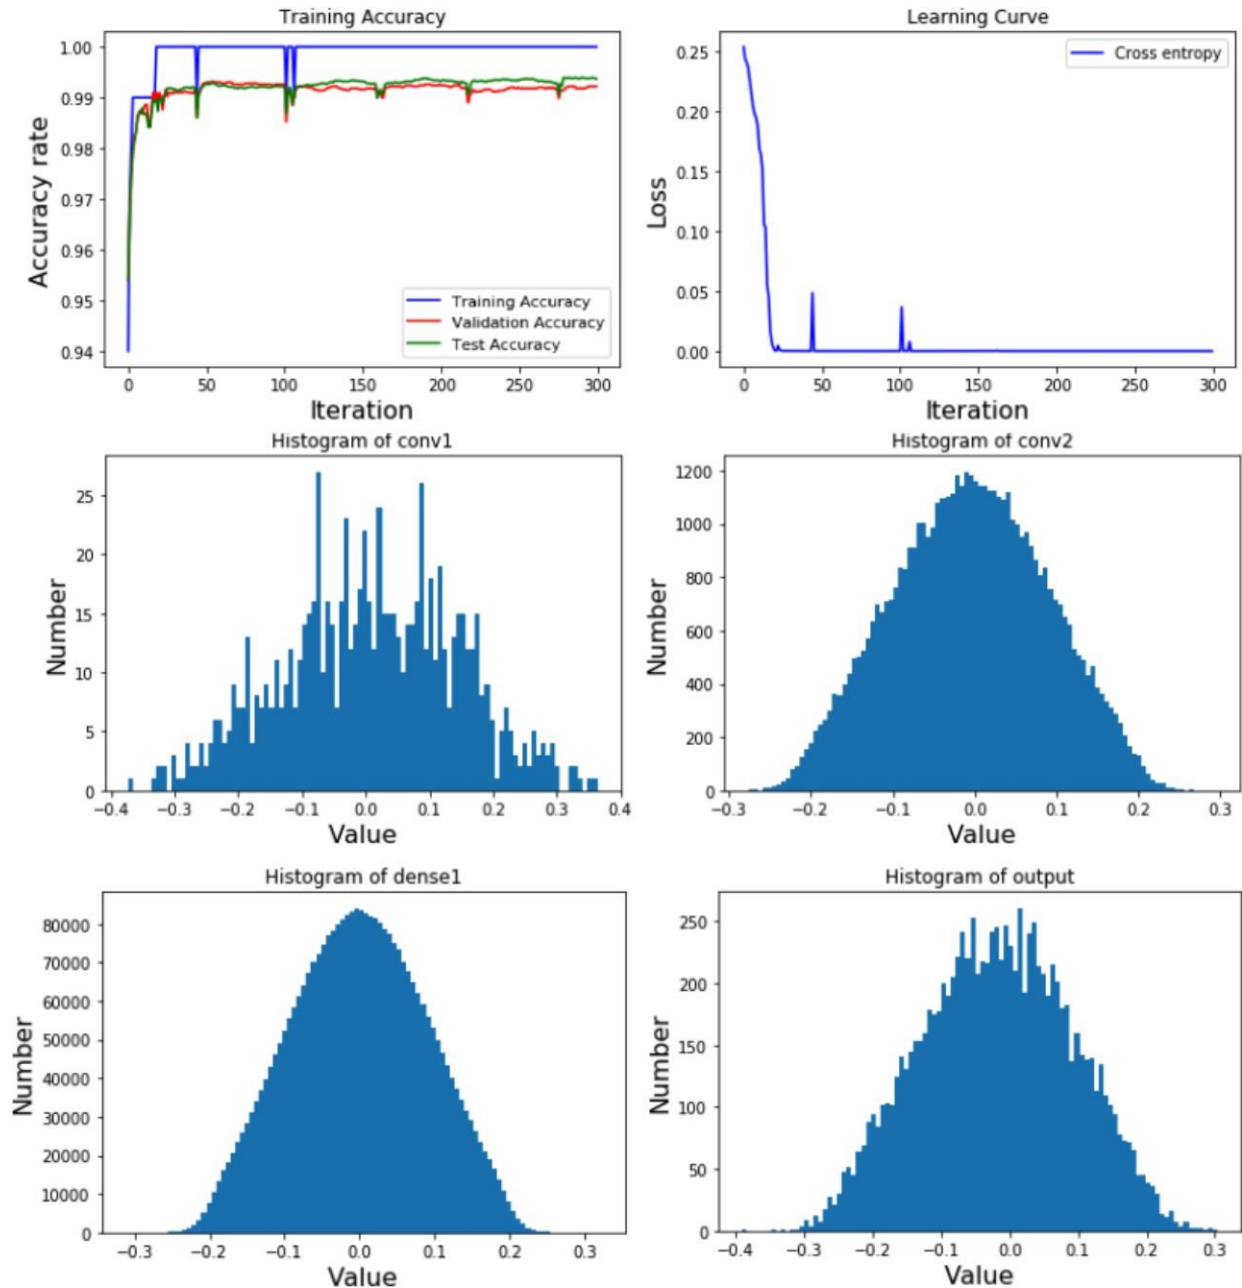 Training Accuracy
Accuracy rate
1.00
0.99
0.98
0.97
0.96
0.95
0.94
Training Accuracy
Validation Accuracy
Test Accuracy
0 50 100 150 200 250 300
Iteration
Learning Curve
Loss
0.25
0.20
0.15
0.10
0.05
0.00
Cross entropy
0 50 100 150 200 250 300
Iteration
Histogram of conv1
Number
25
20
15
10
5
0
−0.4 −0.3 −0.2 −0.1 0.0 0.1 0.2 0.3 0.4
Value
Histogram of conv2
Number
1200
1000
800
600
400
200
0
−0.3 −0.2 −0.1 0.0 0.1 0.2 0.3
Value
Histogram of dense1
Number
80000
70000
60000
50000
40000
30000
20000
10000
0
−0.3 −0.2 −0.1 0.0 0.1 0.2 0.3
Value
Histogram of output
Number
250
200
150
100
50
0
−0.4 −0.3 −0.2 −0.1 0.0 0.1 0.2 0.3
Value